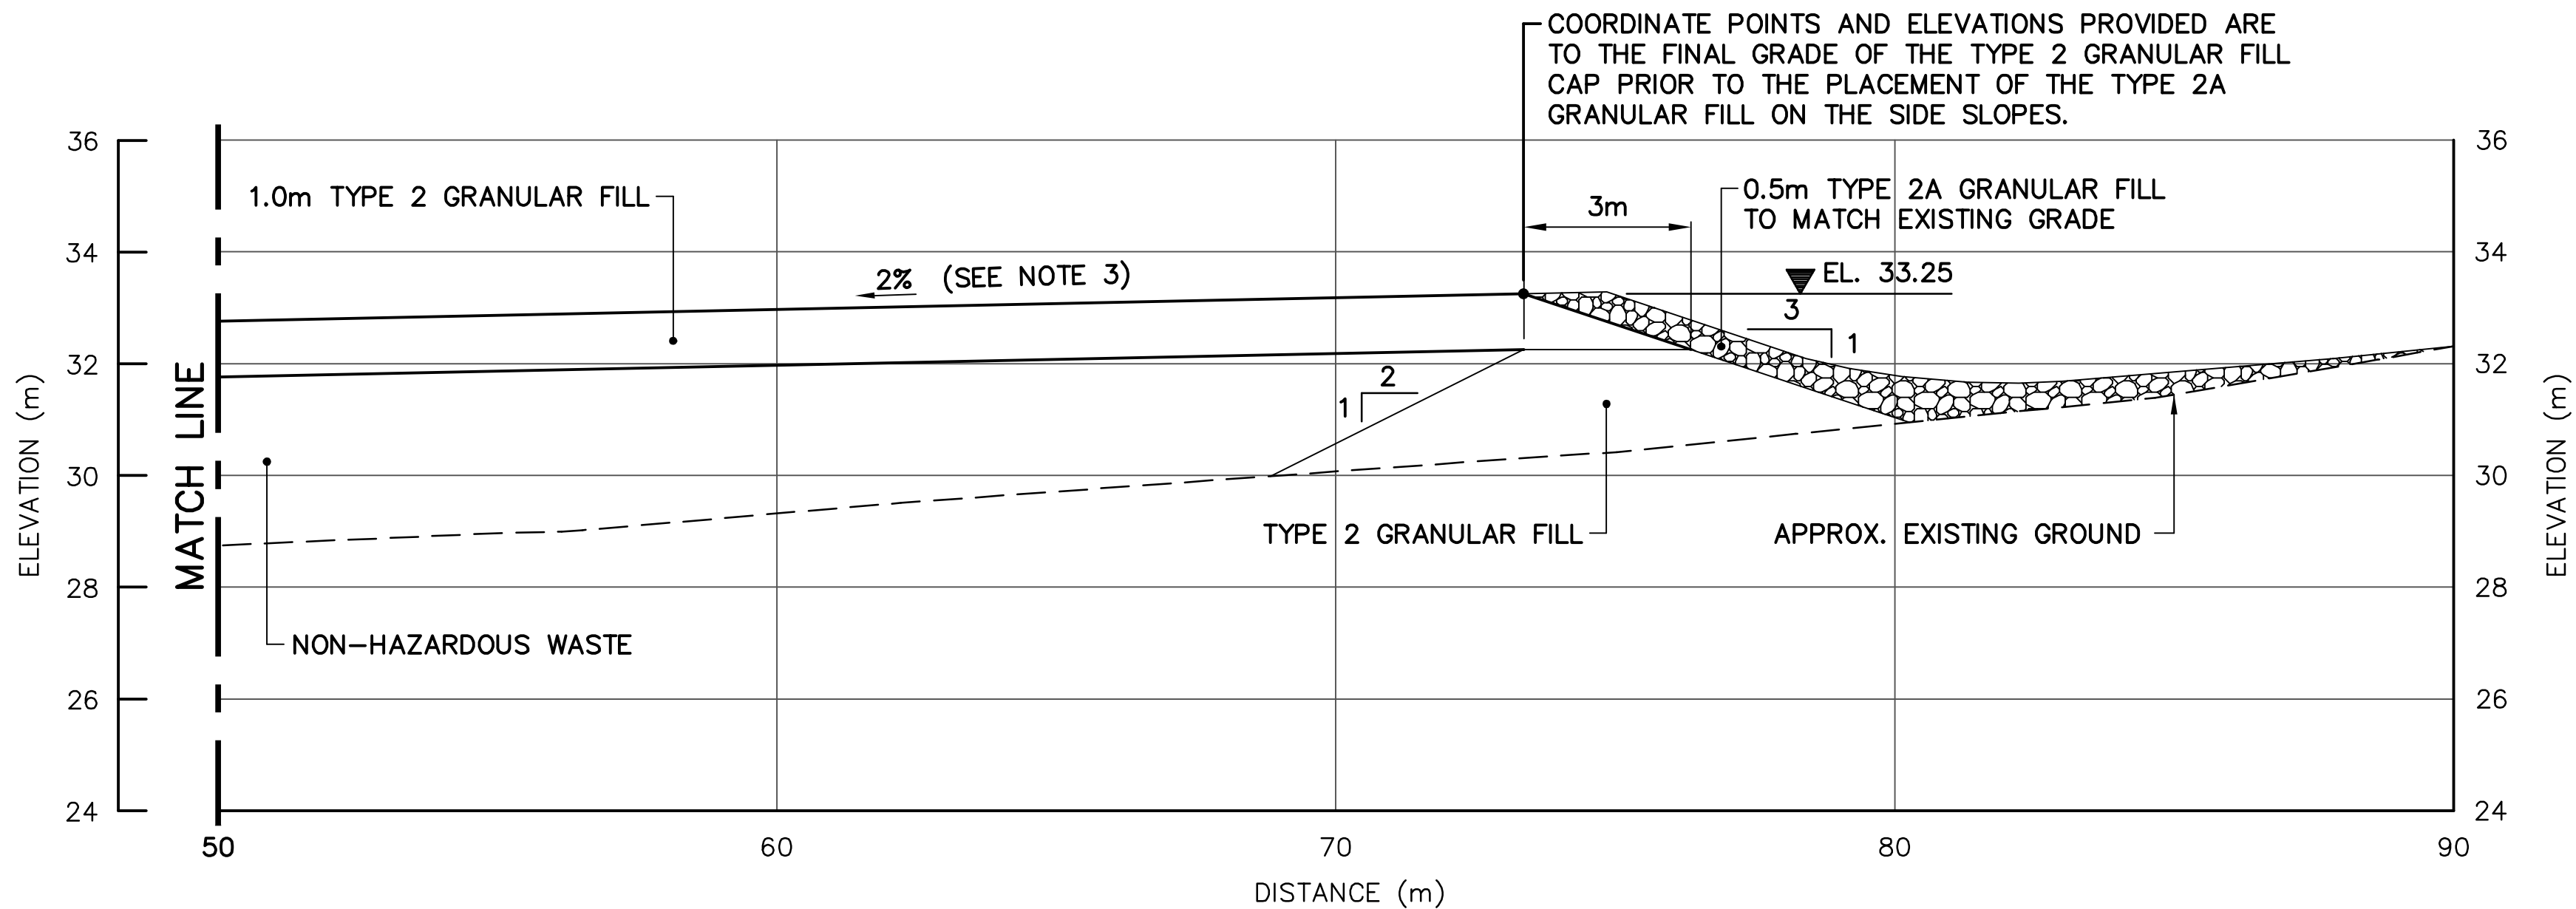 COORDINATE POINTS AND ELEVATIONS PROVIDED ARE
TO THE FINAL GRADE OF THE TYPE 2 GRANULAR FILL
CAP PRIOR TO THE PLACEMENT OF THE TYPE 2A
GRANULAR FILL ON THE SIDE SLOPES.
36
36
1.0m TYPE 2 GRANULAR FILL
3m
0.5m TYPE 2A GRANULAR FILL
TO MATCH EXISTING GRADE
34
34
2% (SEE NOTE 3)
EL. 33.25
3
1
32
32
2
1
ELEVATION (m)
MATCH LINE
ELEVATION (m)
30
30
TYPE 2 GRANULAR FILL
APPROX. EXISTING GROUND
28
28
NON-HAZARDOUS WASTE
26
26
24
24
50
60
70
80
90
DISTANCE (m)